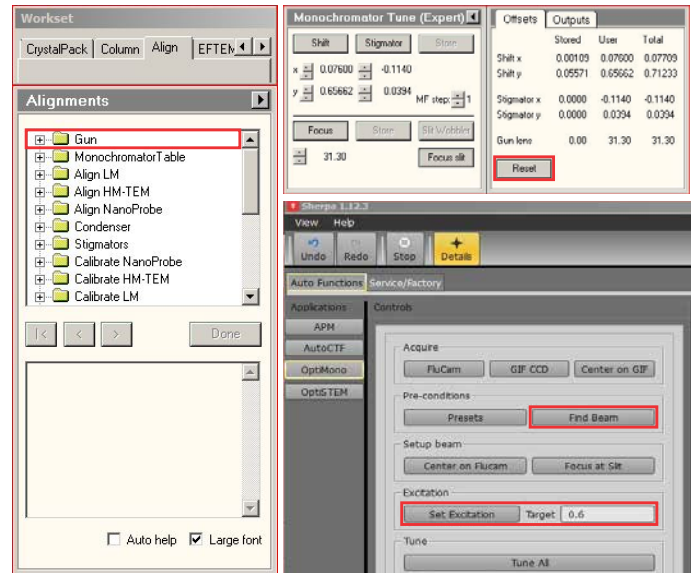 Workset
CrystalPack Column Align EFTEM
Alignments
Gun
MonochromatorTable
Align LM
Align HM-TEM
Align NanoProbe
Condenser
Stigmators
Calibrate NanoProbe
Calibrate HM-TEM
Calibrate LM
|< < > Done
Auto help Large font
Monochromator Tune (Expert)
Shift Stigmator Store
x 0.07600 -0.1140
y 0.65662 0.0394 MF step: 1
Focus Store Slit Wobbler
31.30 Focus slit
Offsets Outputs
Stored User Total
Shift x 0.00109 0.07600 0.07709
Shift y 0.05571 0.65662 0.71233
Stigmator x 0.0000 -0.1140 -0.1140
Stigmator y 0.0000 0.0394 0.0394
Gun lens 0.00 31.30 31.30
Reset
Sherpa 1.12.3
View Help
Undo Redo Stop Details
Auto Functions Service/Factory
Applications Controls
APM
AutoCTF
OptiMono
OptiSTEM
Acquire
FluCam GIF CCD Center on GIF
Pre-conditions
Presets Find Beam
Setup beam
Center on Flucam Focus at Slit
Excitation
Set Excitation Target 0.6
Tune
Tune All